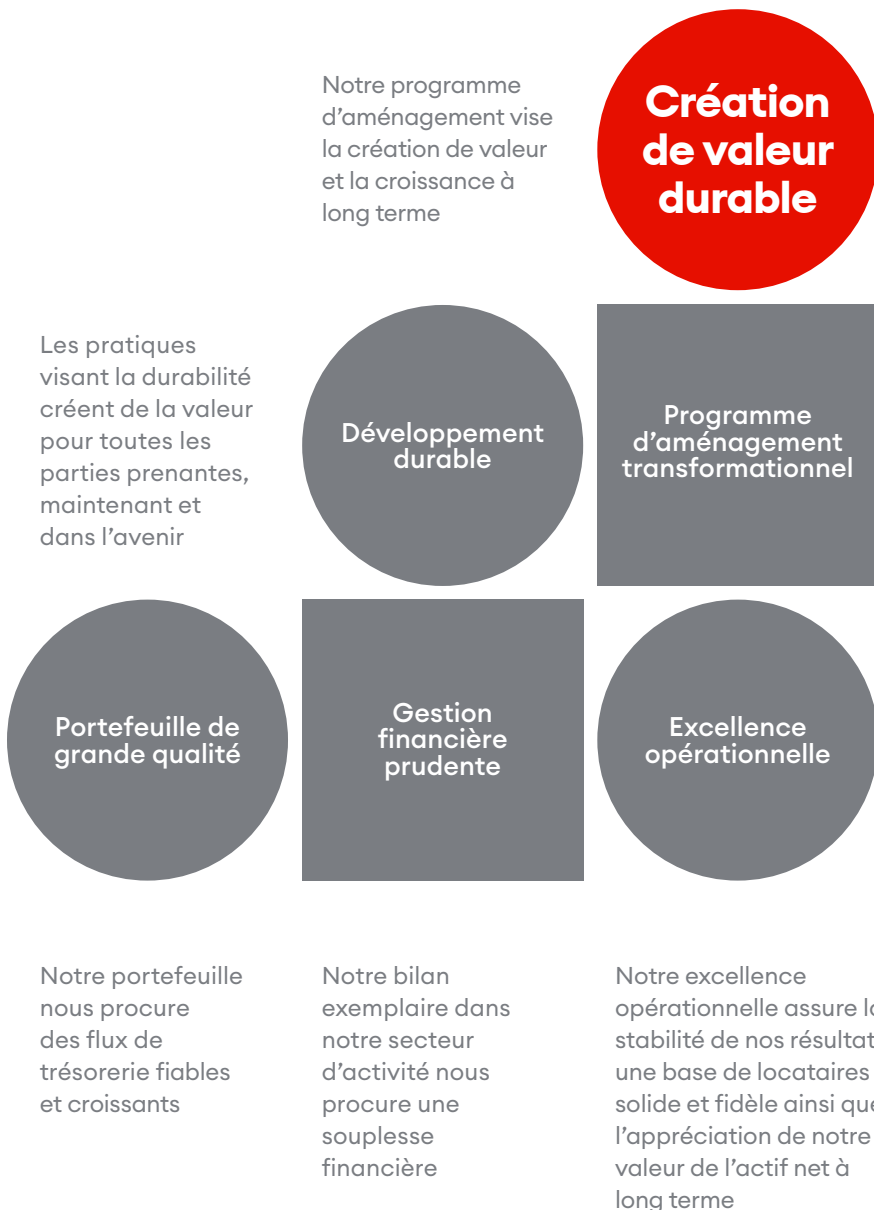 Notre programme
d’aménagement vise
la création de valeur
et la croissance à
long terme
Création
de valeur
durable
Les pratiques
visant la durabilité
créent de la valeur
pour toutes les
parties prenantes,
maintenant et
dans l’avenir
Développement
durable
Programme
d’aménagement
transformationnel
Portefeuille de
grande qualité
Gestion
financière
prudente
Excellence
opérationnelle
Notre portefeuille
nous procure
des flux de
trésorerie fiables
et croissants
Notre bilan
exemplaire dans
notre secteur
d’activité nous
procure une
souplesse
financière
Notre excellence
opérationnelle assure la
stabilité de nos résultat
une base de locataires
solide et fidèle ainsi que
l’appréciation de notre
valeur de l’actif net à
long terme